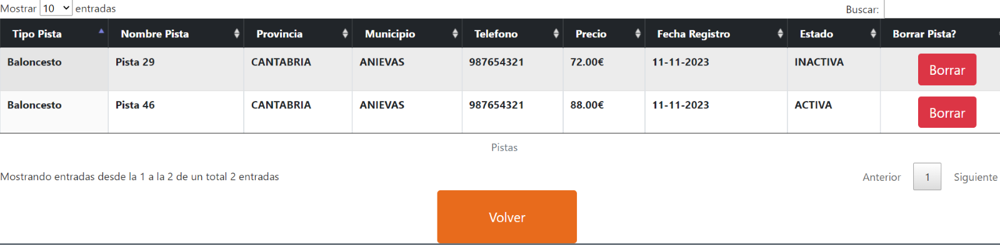 Mostrar 10 entradas Buscar:
Tipo Pista Nombre Pista Provincia Municipio Telefono Precio Fecha Registro Estado Borrar Pista?
Baloncesto Pista 29 CANTABRIA ANIEVAS 987654321 72.00€ 11-11-2023 INACTIVA Borrar
Baloncesto Pista 46 CANTABRIA ANIEVAS 987654321 88.00€ 11-11-2023 ACTIVA Borrar
Pistas
Mostrando entradas desde la 1 a la 2 de un total 2 entradas Anterior 1 Siguiente
Volver